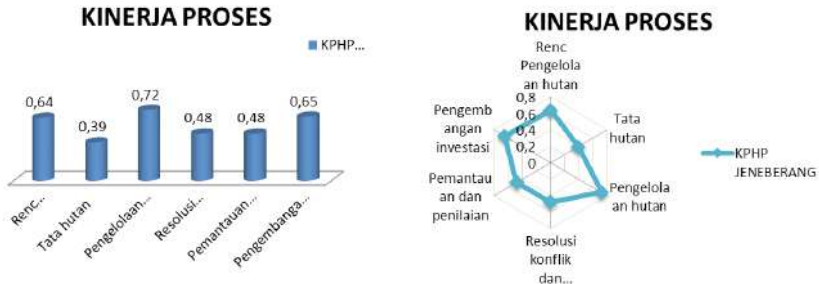 KINERJA PROSES
KPHP...
0,64
0,39
0,72
0,48
0,48
0,65
Renc...
Tata hutan
Pengelolaan...
Resolusi...
Pemantauan...
Pengembanga...
KINERJA PROSES
Renc
Pengelola
an hutan
0,8
0,6
0,4
0,2
0
Tata
hutan
Pengelola
an hutan
Resolusi
konflik
dan...
Pemantau
an dan
penilaian
Pengemb
angan
investasi
KPHP
JENEBERANG